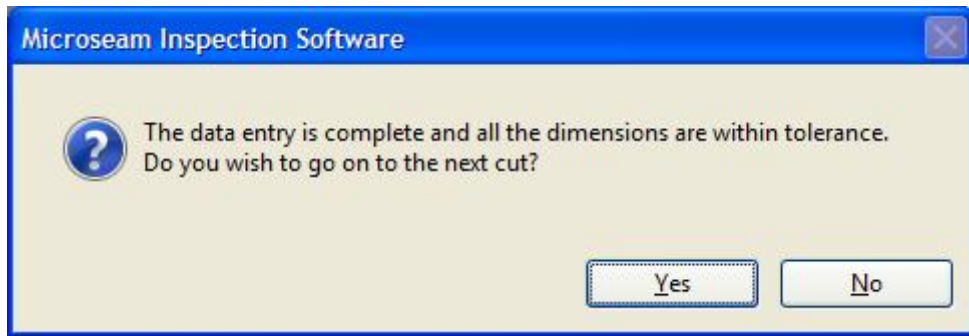 Microseam Inspection Software
The data entry is complete and all the dimensions are within tolerance.
Do you wish to go on to the next cut?
Yes
No